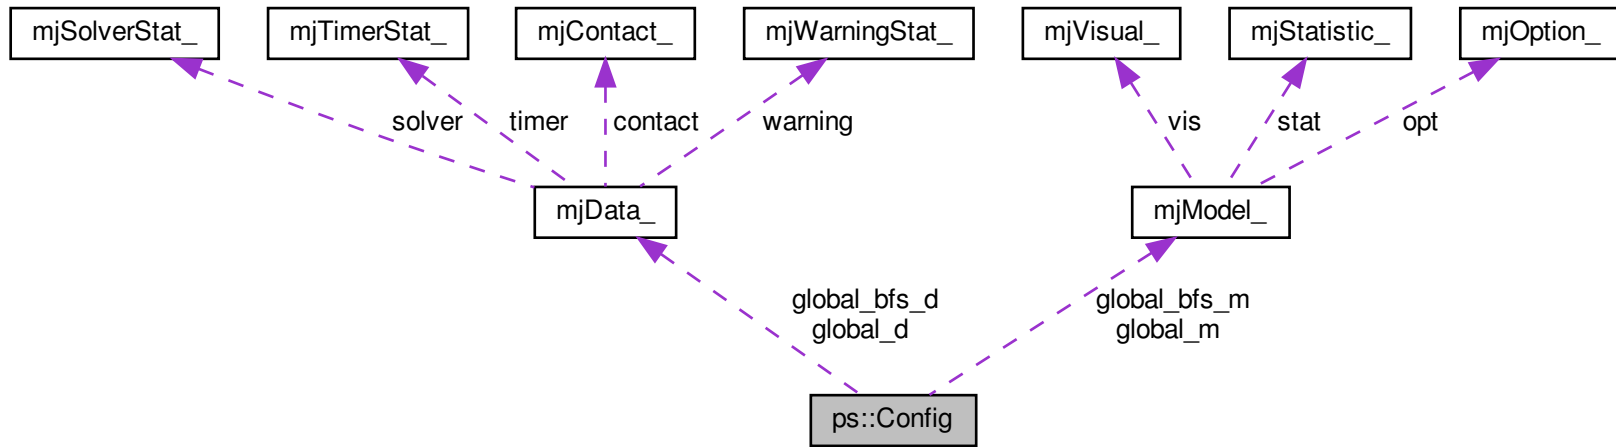 mjSolverStat_
mjTimerStat_
mjContact_
mjWarningStat_
mjVisual_
mjStatistic_
mjOption_
solver
timer
contact
warning
vis
stat
opt
mjData_
mjModel_
global_bfs_d
global_d
global_bfs_m
global_m
ps::Config